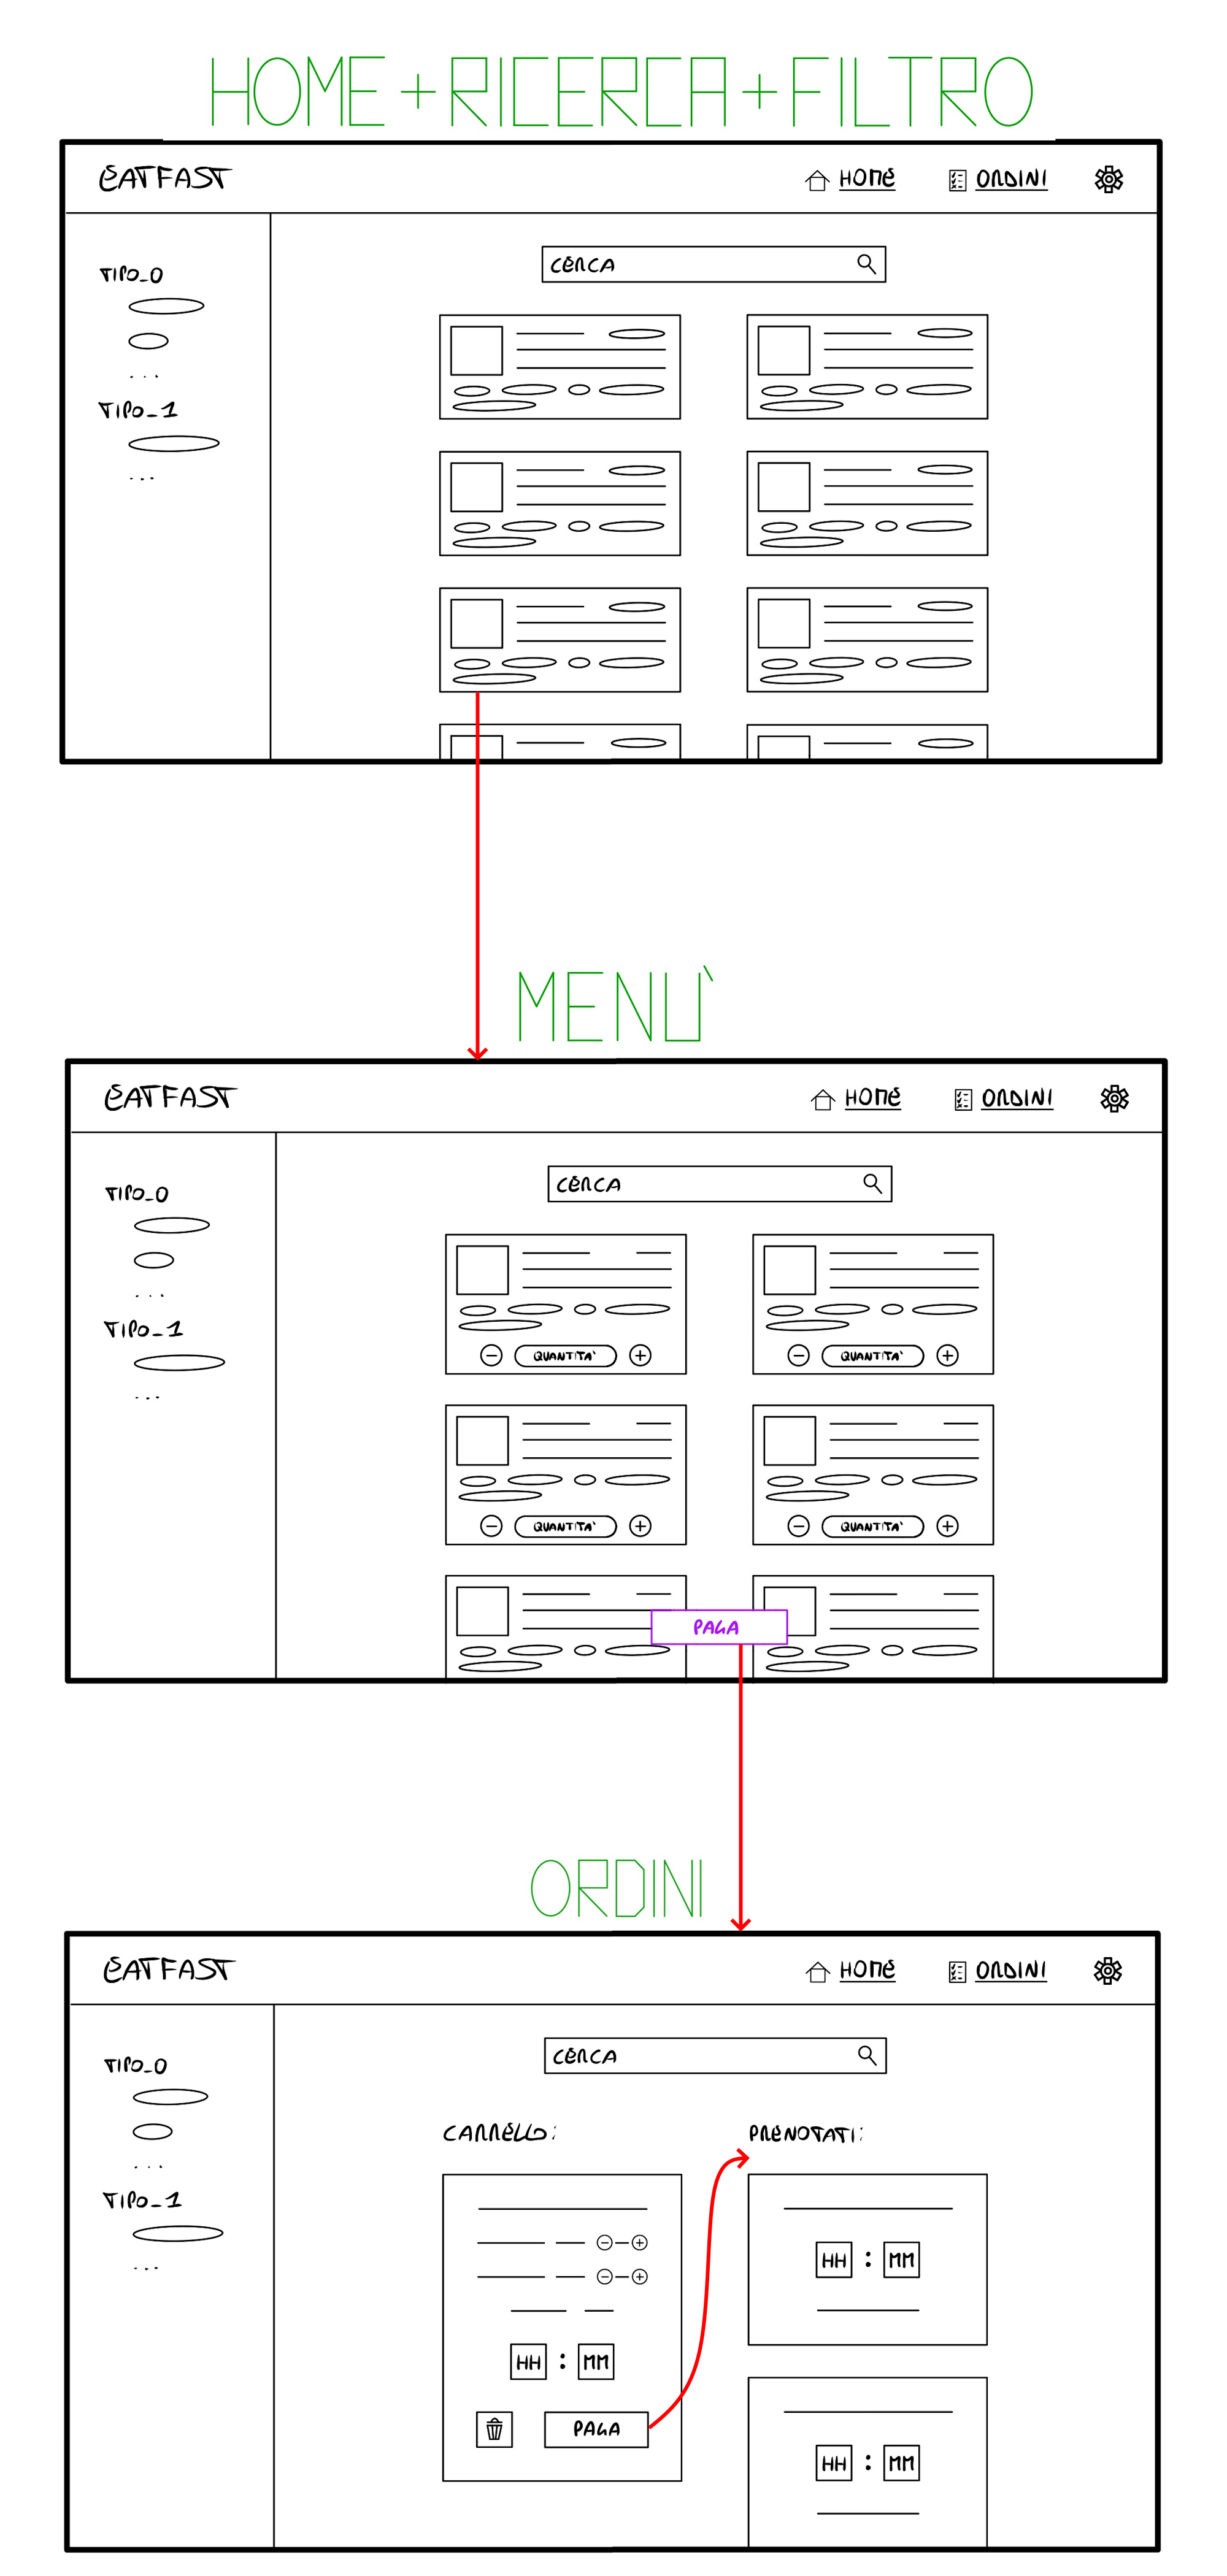 HOME+RICERCA+FILTRO
EATFAST HOME ORDINI
CERCA
TIPO_0
...
TIPO_1
...
MENU`
EATFAST HOME ORDINI
CERCA
TIPO_0
...
TIPO_1
...
- QUANTITA' +
- QUANTITA' +
- QUANTITA' +
- QUANTITA' +
PAGA
ORDINI
EATFAST HOME ORDINI
CERCA
TIPO_0
...
TIPO_1
...
CARRELLO:
- +
- +
HH : MM
PAGA
PRENOTATI:
HH : MM
HH : MM